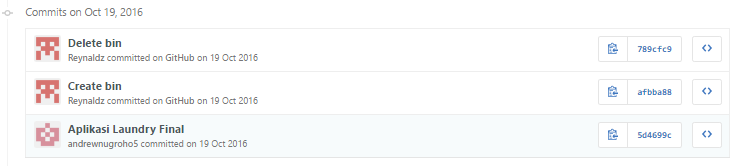 Commits on Oct 19, 2016
Delete bin
Reynaldz committed on GitHub on 19 Oct 2016
789cfc9
Create bin
Reynaldz committed on GitHub on 19 Oct 2016
afbba88
Aplikasi Laundry Final
andrewnugroho5 committed on 19 Oct 2016
5d4699c